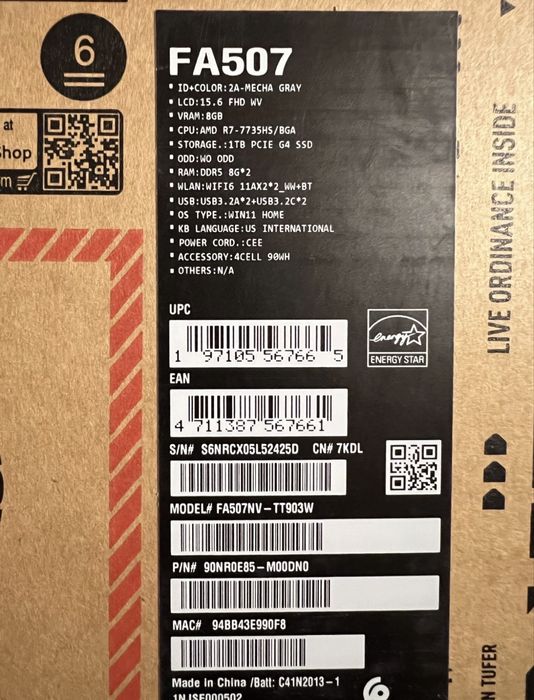 6
at
Shop
m
FA507
ID+COLOR:2A-MECHA GRAY
LCD:15.6 FHD WV
VRAM:8GB
CPU:AMD R7-7735HS/BGA
STORAGE.:1TB PCIE G4 SSD
ODD:WO ODD
RAM:DDR5 8G*2
WLAN:WIFI6 11AX2*2_WW+BT
USB:USB3.2A*2+USB3.2C*2
OS TYPE.:WIN11 HOME
KB LANGUAGE:US INTERNATIONAL
POWER CORD.:CEE
ACCESSORY:4CELL 90WH
OTHERS:N/A
UPC
1 97105 56766 5
energy
ENERGY STAR
EAN
4 711387 567661
S/N# S6NRCX05L52425D CN# 7KDL
MODEL# FA507NV-TT903W
P/N# 90NR0E85-M00DN0
MAC# 94BB43E990F8
Made in China /Batt: C41N2013-1
LIVE ORDINANCE INSIDE
TUFER